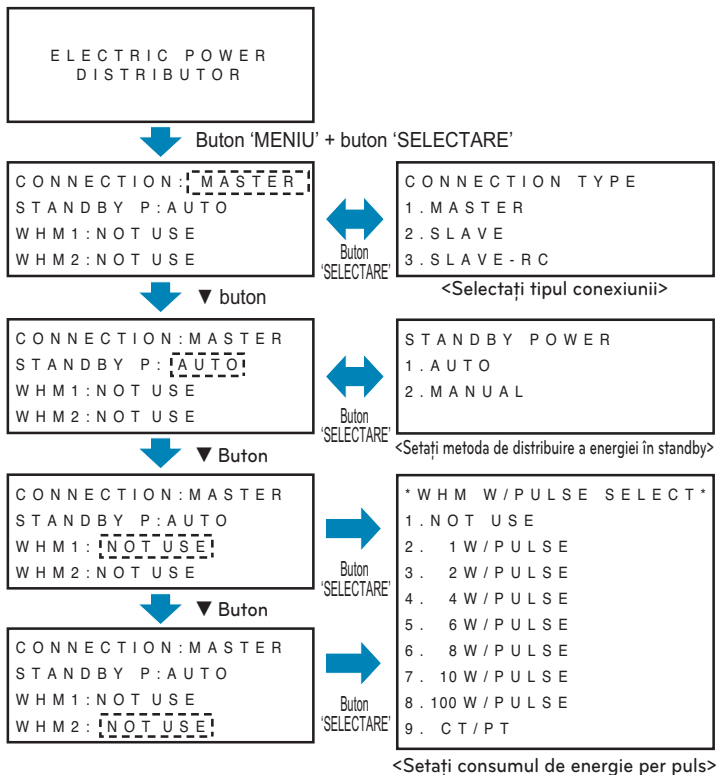 ELECTRIC POWER
DISTRIBUTOR
Buton 'MENIU' + buton 'SELECTARE'
CONNECTION:MASTER
STANDBY P:AUTO
WHM1:NOT USE
WHM2:NOT USE
Buton
'SELECTARE'
CONNECTION TYPE
1.MASTER
2.SLAVE
3.SLAVE-RC
<Selectați tipul conexiunii>
▼ buton
CONNECTION:MASTER
STANDBY P:AUTO
WHM1:NOT USE
WHM2:NOT USE
Buton
'SELECTARE'
STANDBY POWER
1.AUTO
2.MANUAL
<Setați metoda de distribuire a energiei în standby>
▼ Buton
CONNECTION:MASTER
STANDBY P:AUTO
WHM1:NOT USE
WHM2:NOT USE
Buton
'SELECTARE'
▼ Buton
CONNECTION:MASTER
STANDBY P:AUTO
WHM1:NOT USE
WHM2:NOT USE
Buton
'SELECTARE'
*WHM W/PULSE SELECT*
1.NOT USE
2. 1W/PULSE
3. 2W/PULSE
4. 4W/PULSE
5. 6W/PULSE
6. 8W/PULSE
7. 10W/PULSE
8.100W/PULSE
9. CT/PT
<Setați consumul de energie per puls>